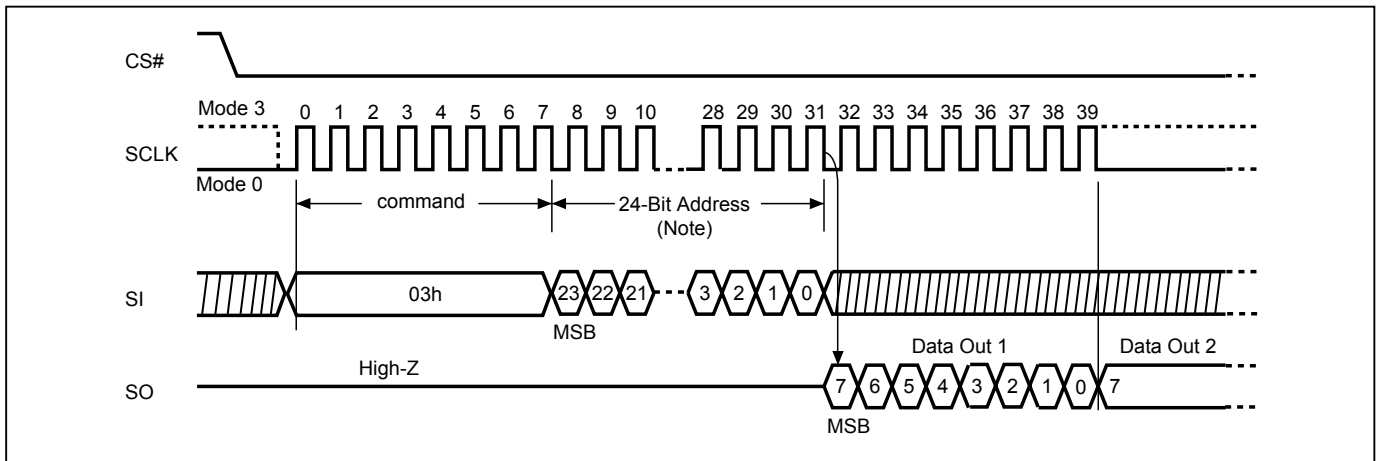 CS#
Mode 3
0 1 2 3 4 5 6 7 8 9 10 28 29 30 31 32 33 34 35 36 37 38 39
SCLK
Mode 0
command
24-Bit Address
(Note)
SI
03h
23 22 21 3 2 1 0
MSB
Data Out 1
Data Out 2
High-Z
SO
7 6 5 4 3 2 1 0 7
MSB